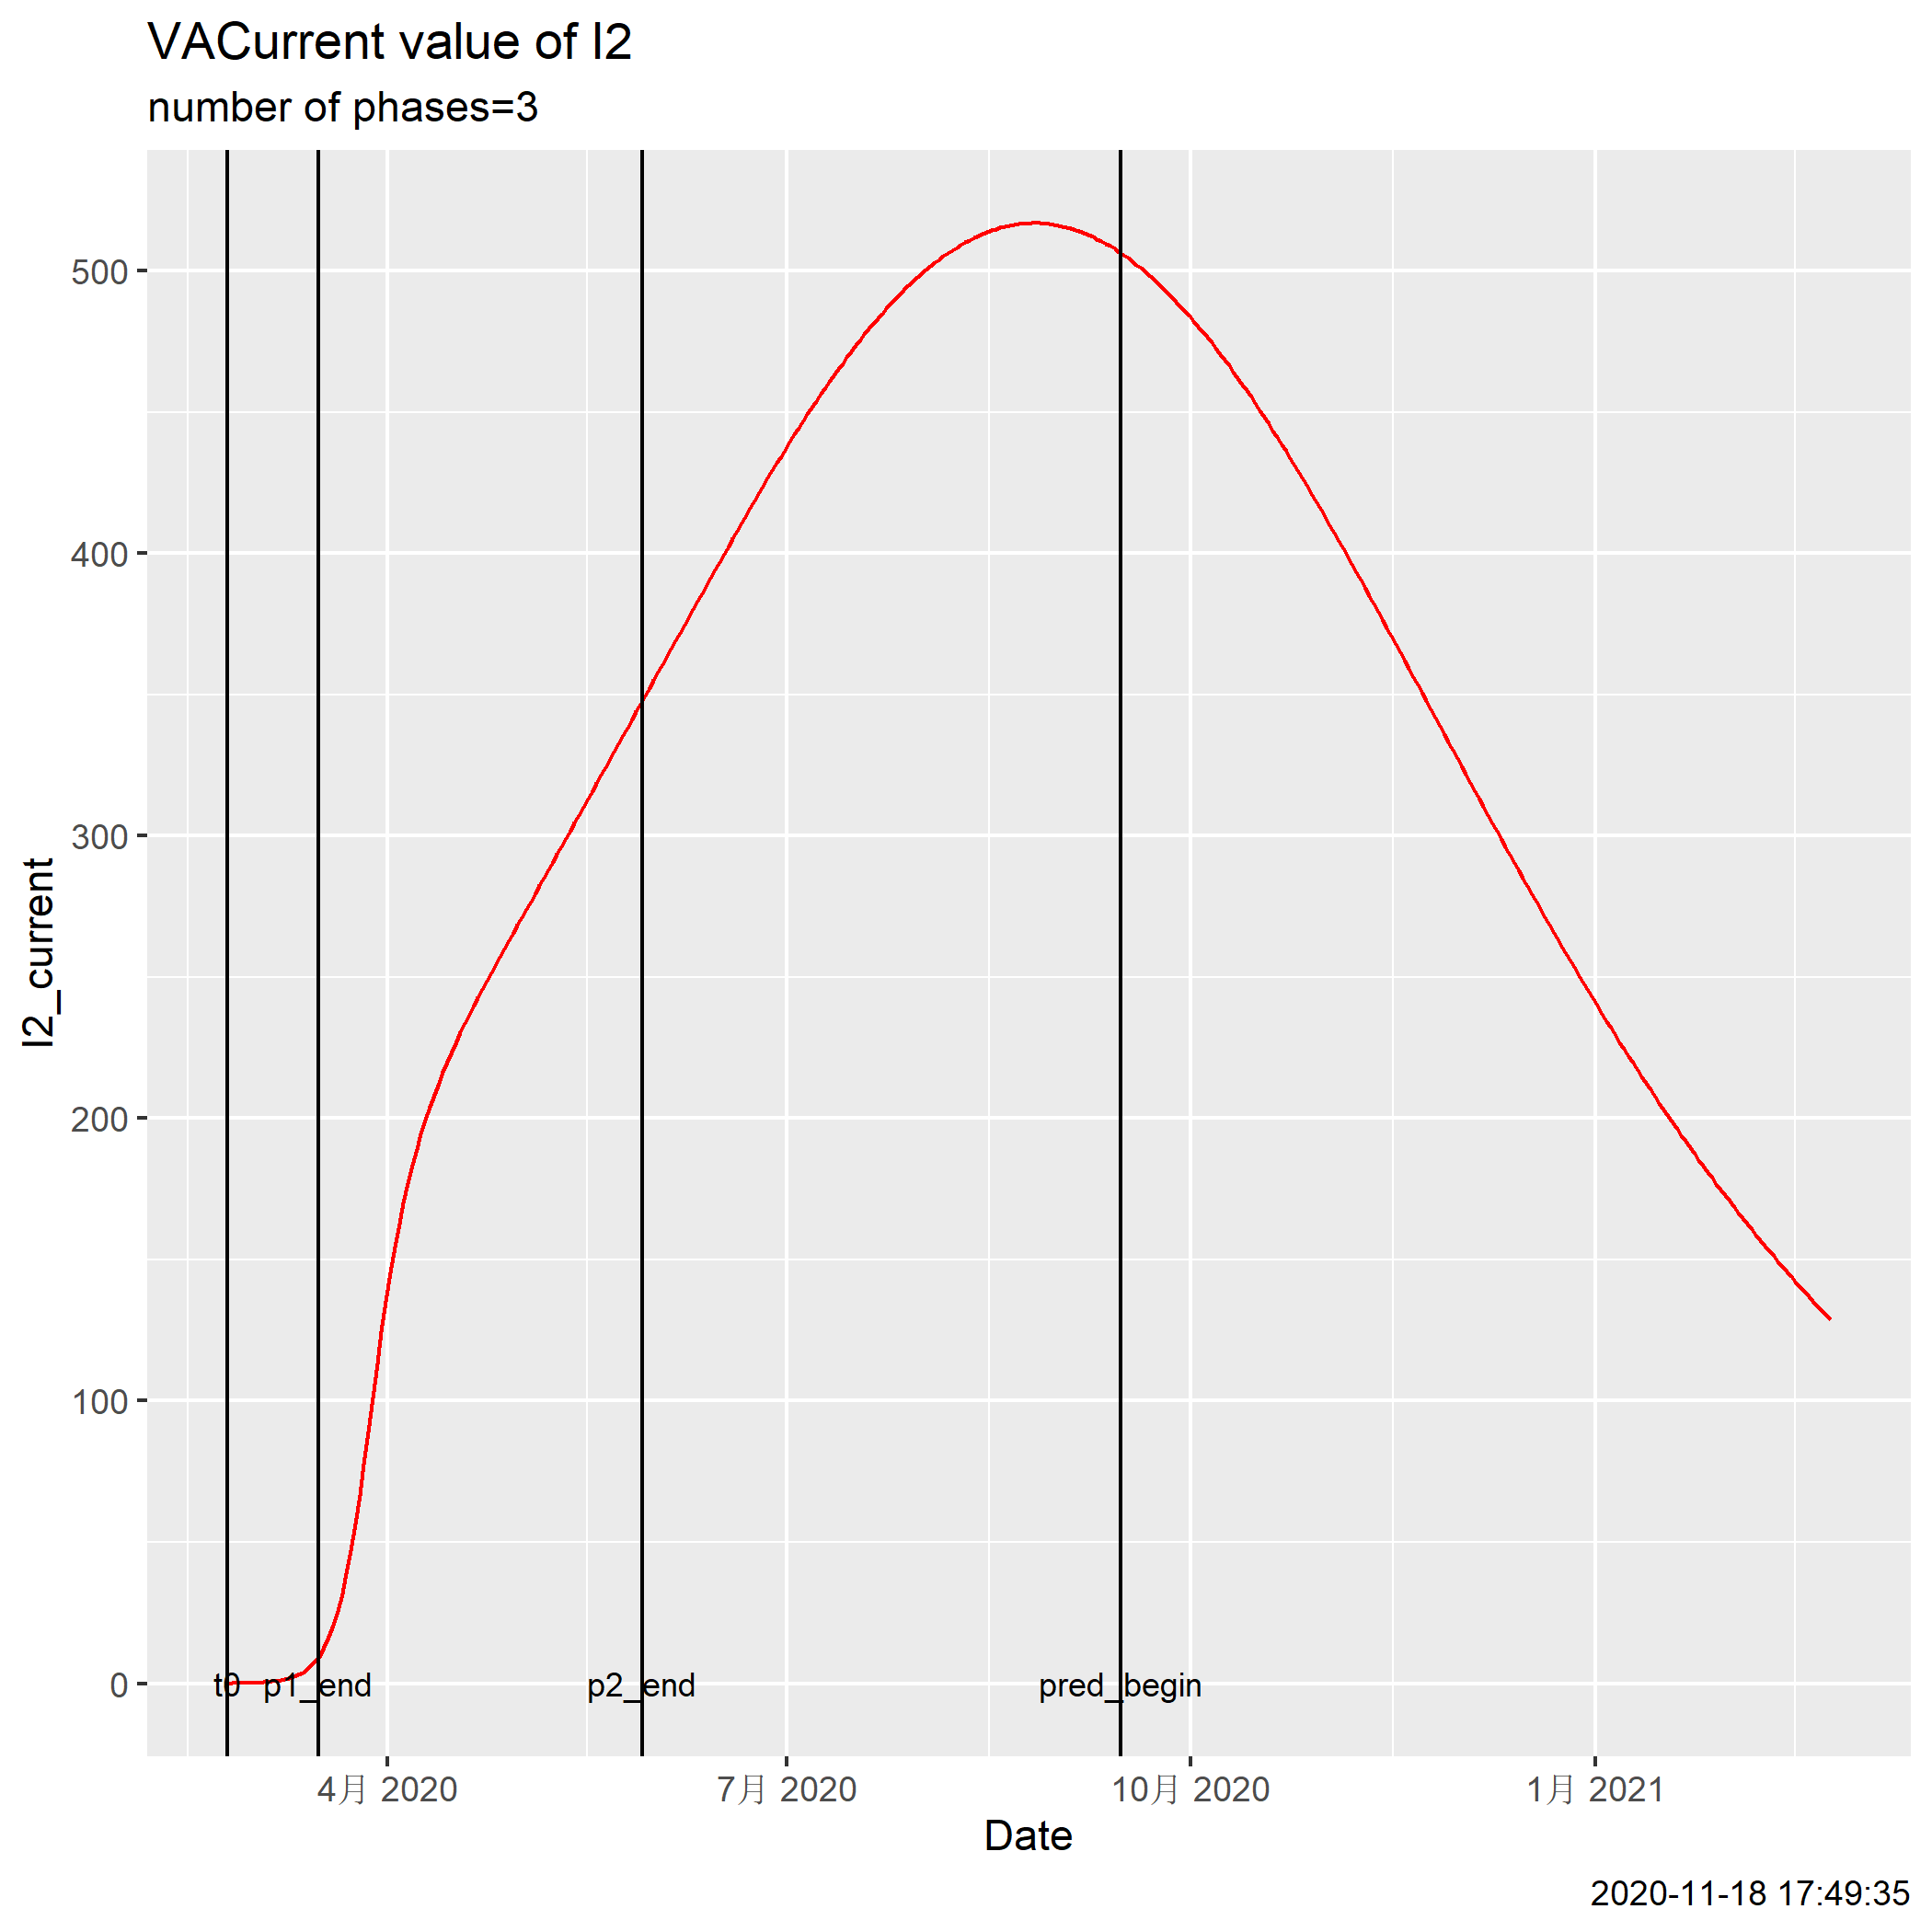 VACurrent value of I2
number of phases=3
I2_current
500
400
300
200
100
0
t0 p1_end p2_end pred_begin
4月 2020 7月 2020 10月 2020 1月 2021
Date
2020-11-18 17:49:35